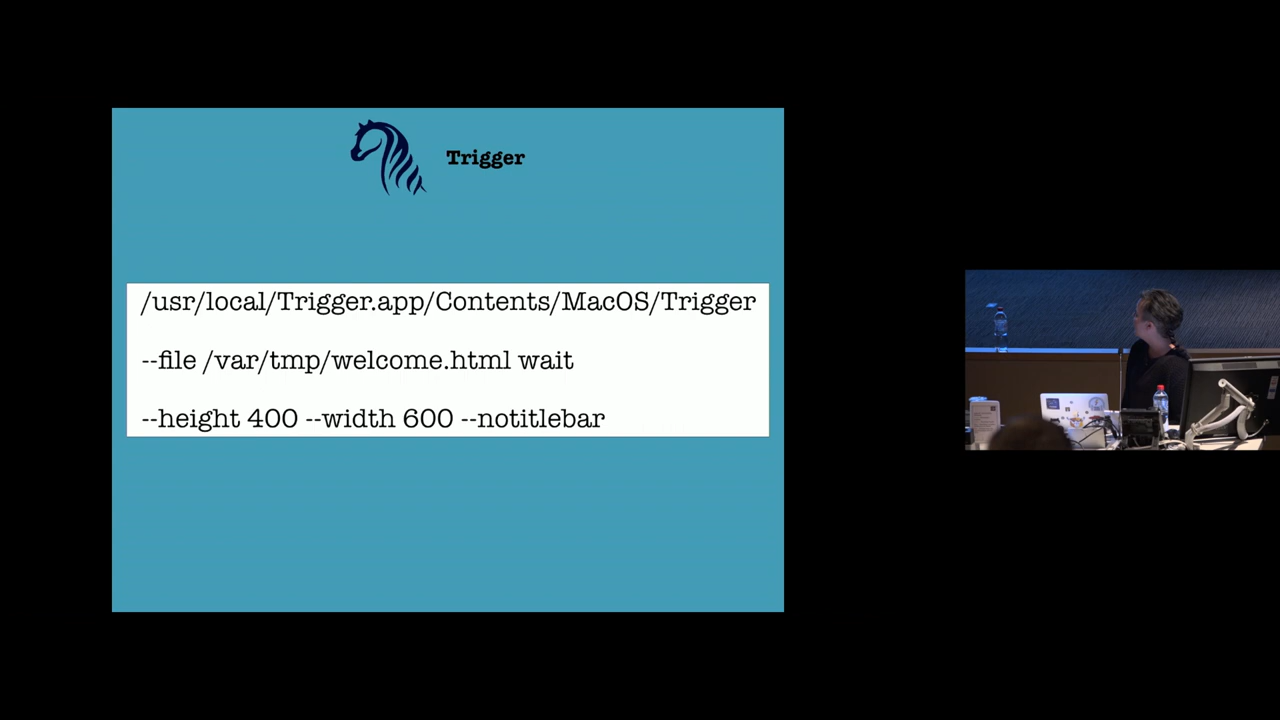 Trigger
/usr/local/Trigger.app/Contents/MacOS/Trigger
--file /var/tmp/welcome.html wait
--height 400 --width 600 --notitlebar